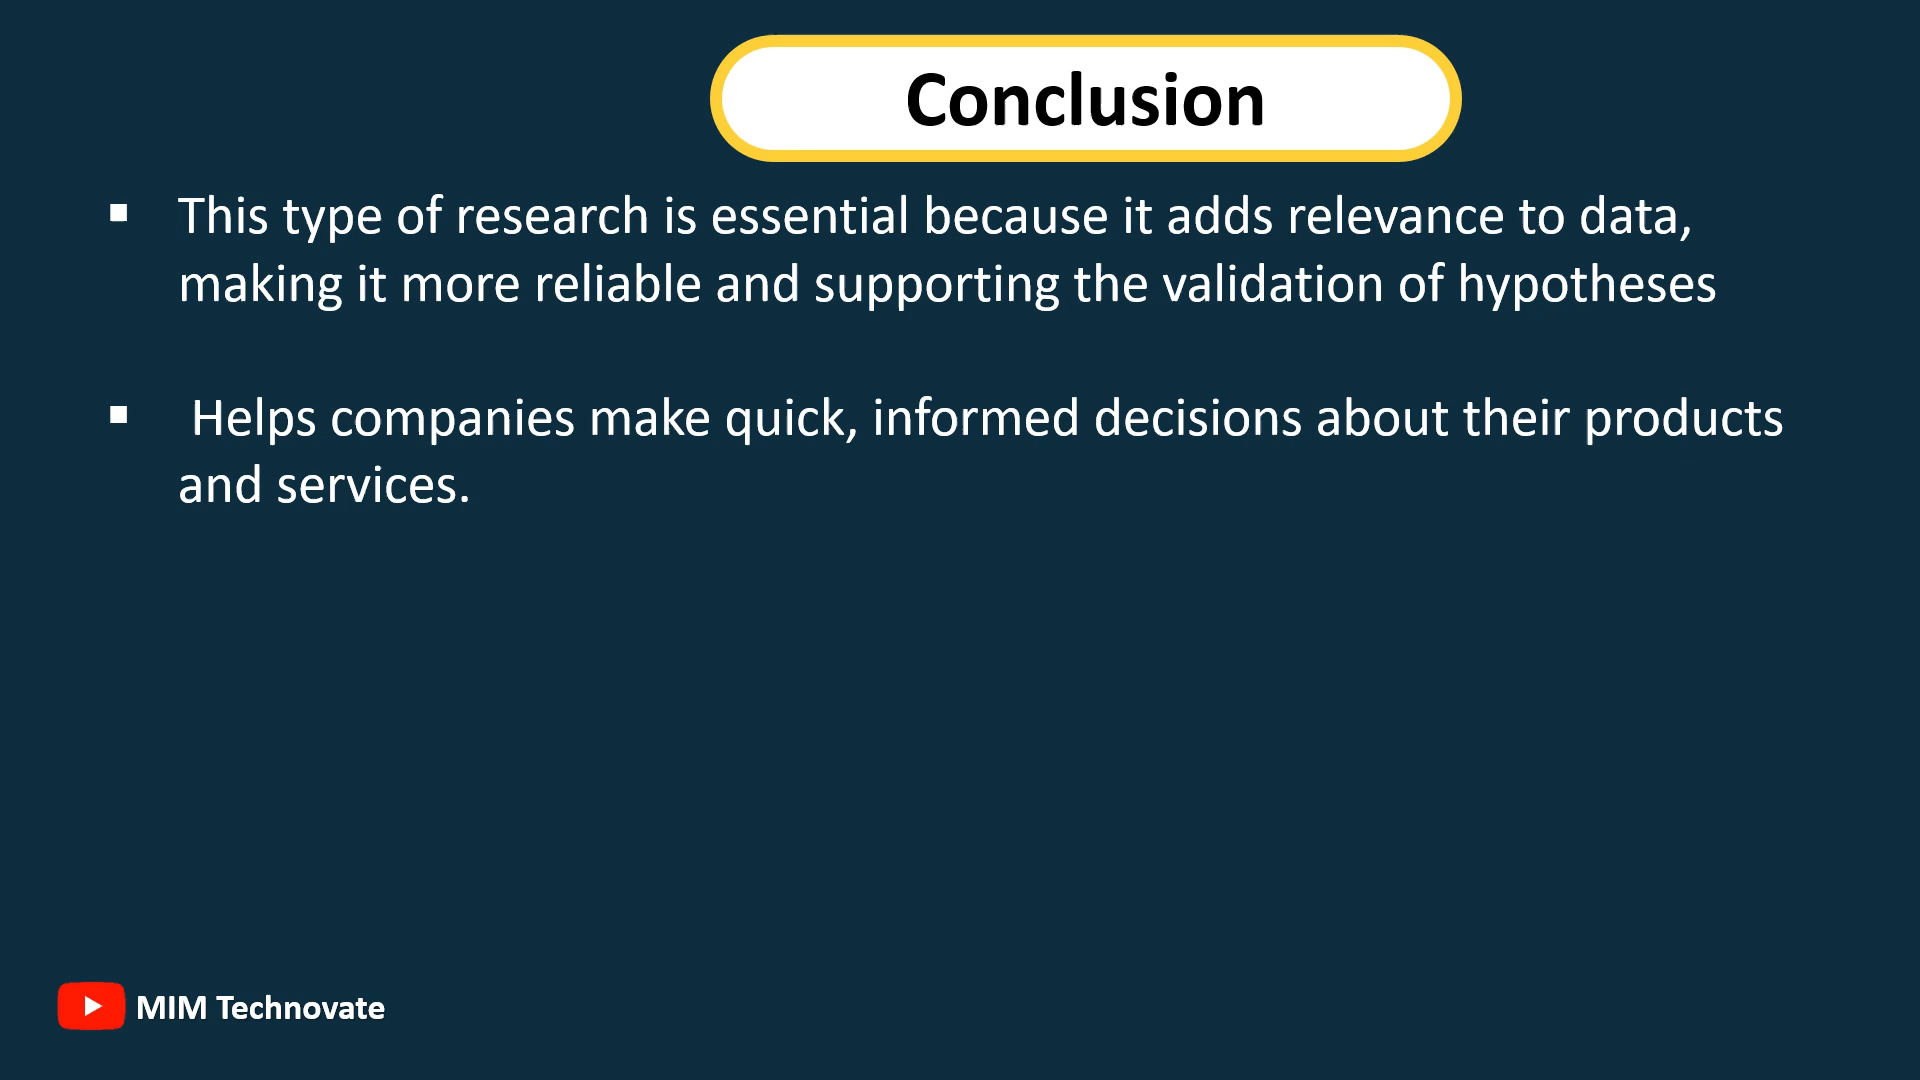 Conclusion
▪ This type of research is essential because it adds relevance to data,
making it more reliable and supporting the validation of hypotheses
▪ Helps companies make quick, informed decisions about their products
and services.
MIM Technovate